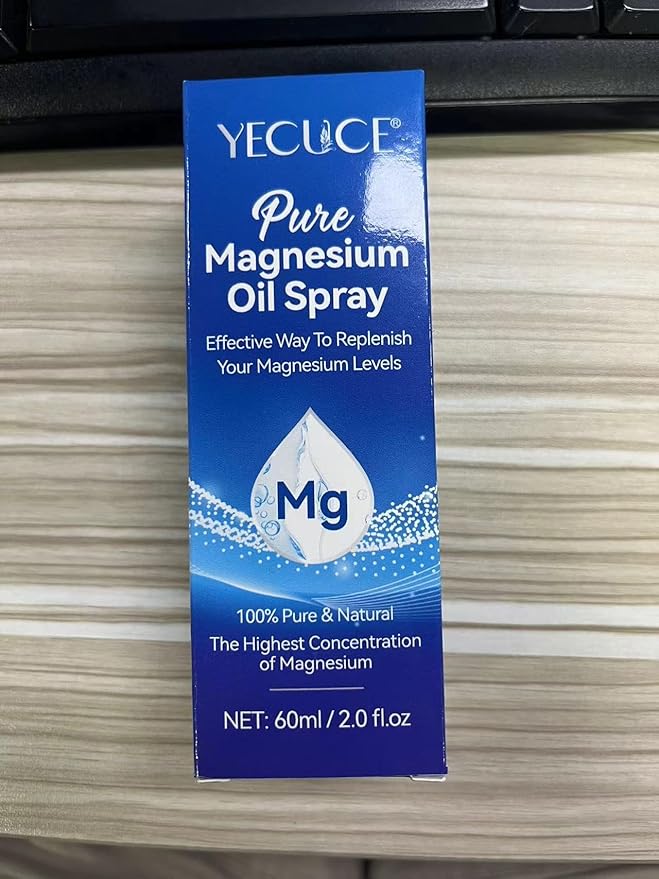 YECUCE®
Pure
Magnesium
Oil Spray
Effective Way To Replenish
Your Magnesium Levels
Mg
100% Pure & Natural
The Highest Concentration
of Magnesium
NET: 60ml / 2.0 fl.oz